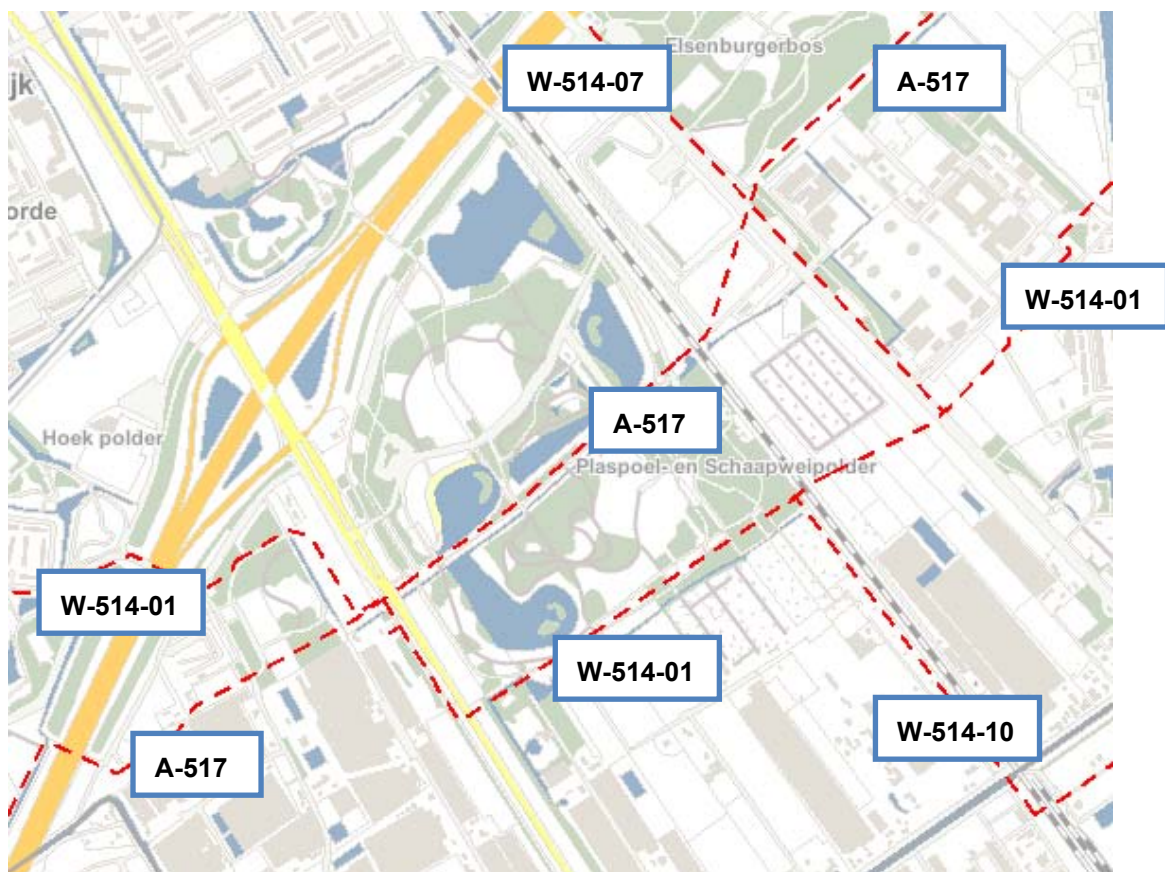 Elsenburgerbos
W-514-07
A-517
jk
orde
W-514-01
A-517
Hoek polder
Plaspoel- en Schaapweipolder
W-514-01
W-514-01
W-514-10
A-517